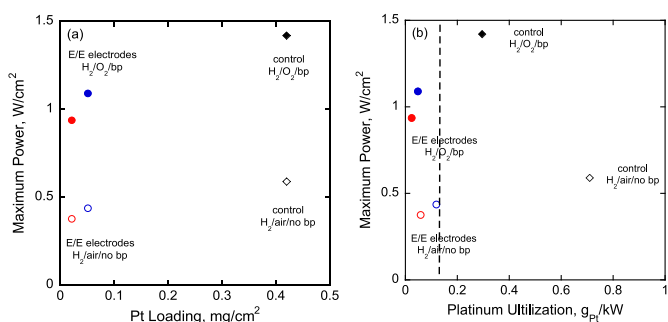 (a)
E/E electrodes
H2/O2/bp
control
H2/O2/bp
control
H2/air/no bp
E/E electrodes
H2/air/no bp
Maximum Power, W/cm2
1.5
1
0.5
0
0
0.1
0.2
0.3
0.4
0.5
Pt Loading, mg/cm2
(b)
control
H2/O2/bp
E/E electrodes
H2/O2/bp
control
H2/air/no bp
E/E electrodes
H2/air/no bp
Maximum Power, W/cm2
1.5
1
0.5
0
0
0.2
0.4
0.6
0.8
1
Platinum Ultilization, gPt/kW